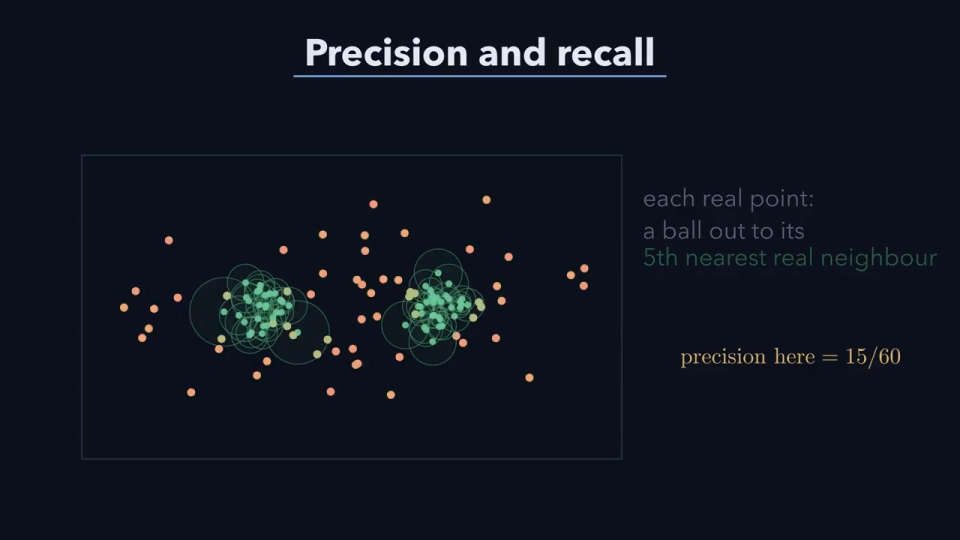 Precision and recall
each real point:
a ball out to its
5th nearest real neighbour
precision here = 15/60